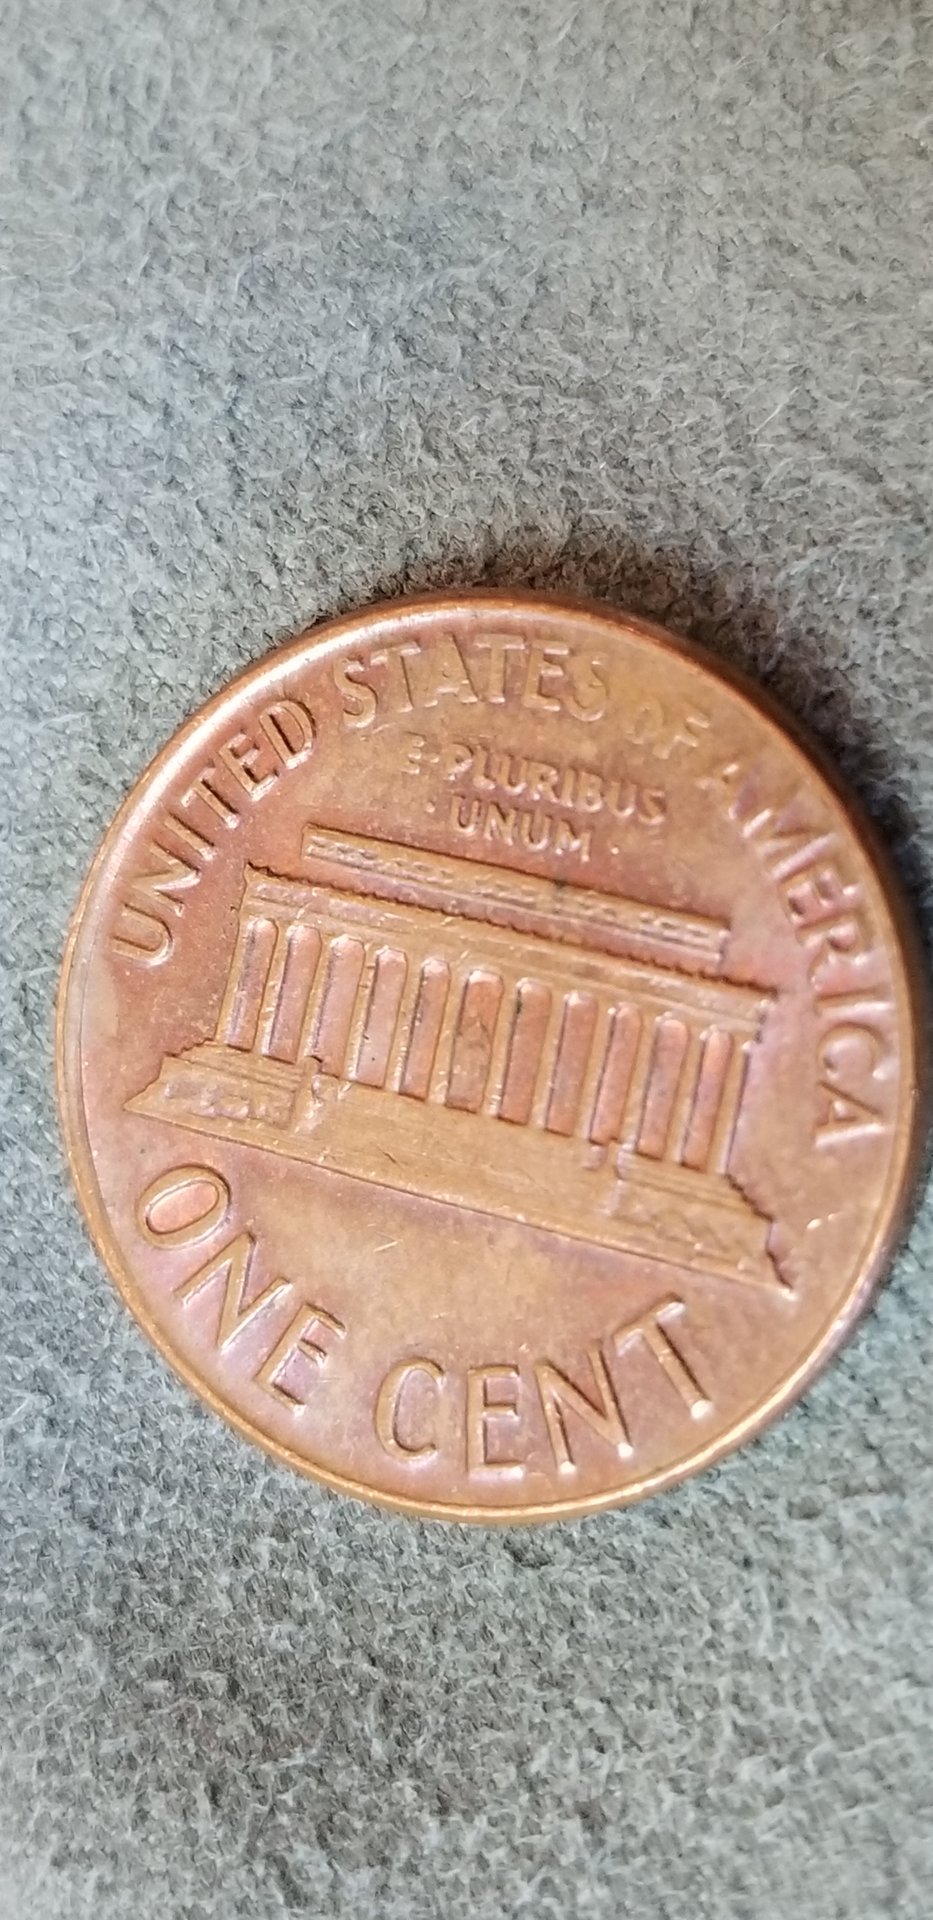 UNITED STATES OF AMERICA
E·PLURIBUS
·UNUM·
ONE CENT